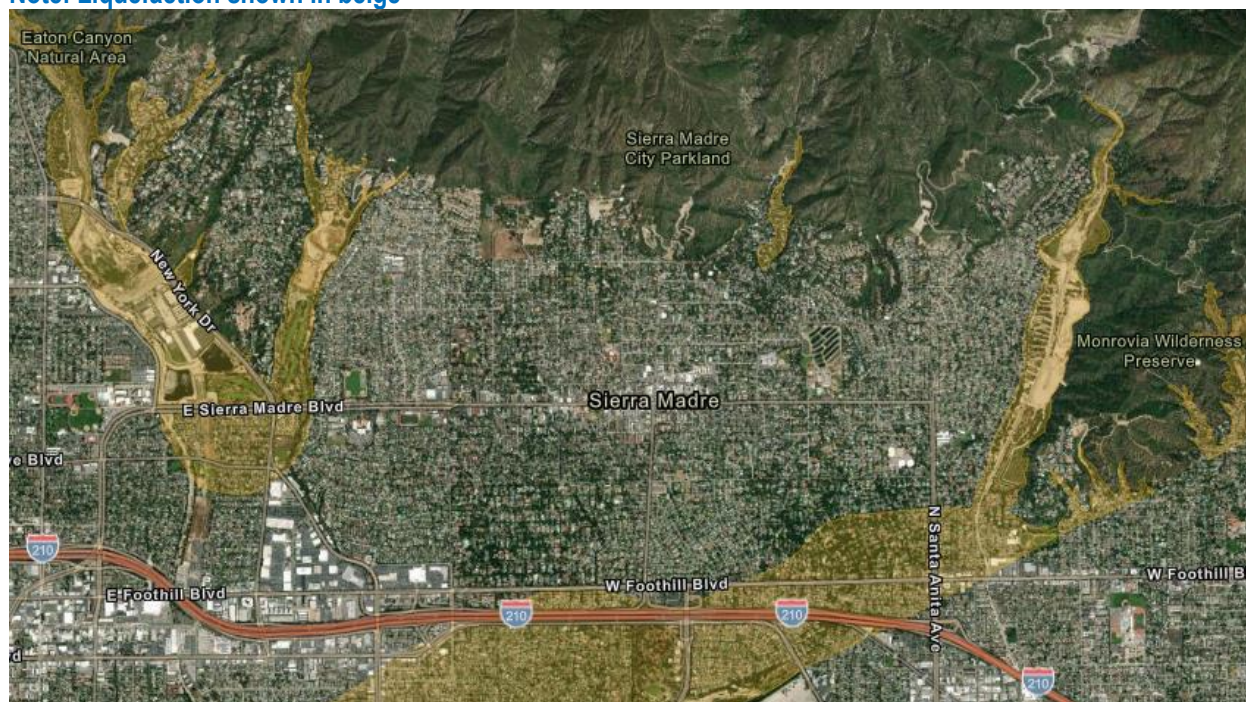 Note: Liquefaction shown in beige
Eaton Canyon
Natural Area
Sierra Madre
City Parkland
New York Dr
Monrovia Wilderness
Preserve
E Sierra Madre Blvd
Sierra Madre
ve Blvd
N Santa Anita Ave
210
E Foothill Blvd
W Foothill Blvd
W Foothill B
210
210
210